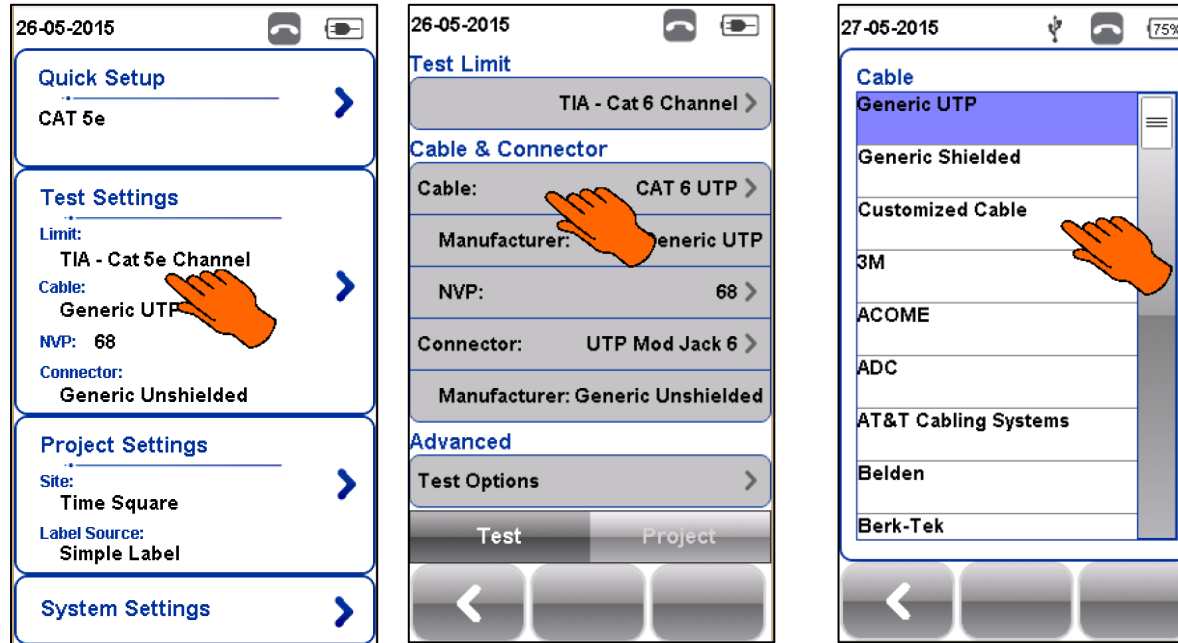 26-05-2015
Quick Setup
CAT 5e
Test Settings
Limit:
TIA - Cat 5e Channel
Cable:
Generic UTP
NVP: 68
Connector:
Generic Unshielded
Project Settings
Site:
Time Square
Label Source:
Simple Label
System Settings
26-05-2015
Test Limit
TIA - Cat 6 Channel
Cable & Connector
Cable: CAT 6 UTP
Manufacturer: eneric UTP
NVP: 68
Connector: UTP Mod Jack 6
Manufacturer: Generic Unshielded
Advanced
Test Options
Test Project
27-05-2015 75%
Cable
Generic UTP
Generic Shielded
Customized Cable
3M
ACOME
ADC
AT&T Cabling Systems
Belden
Berk-Tek